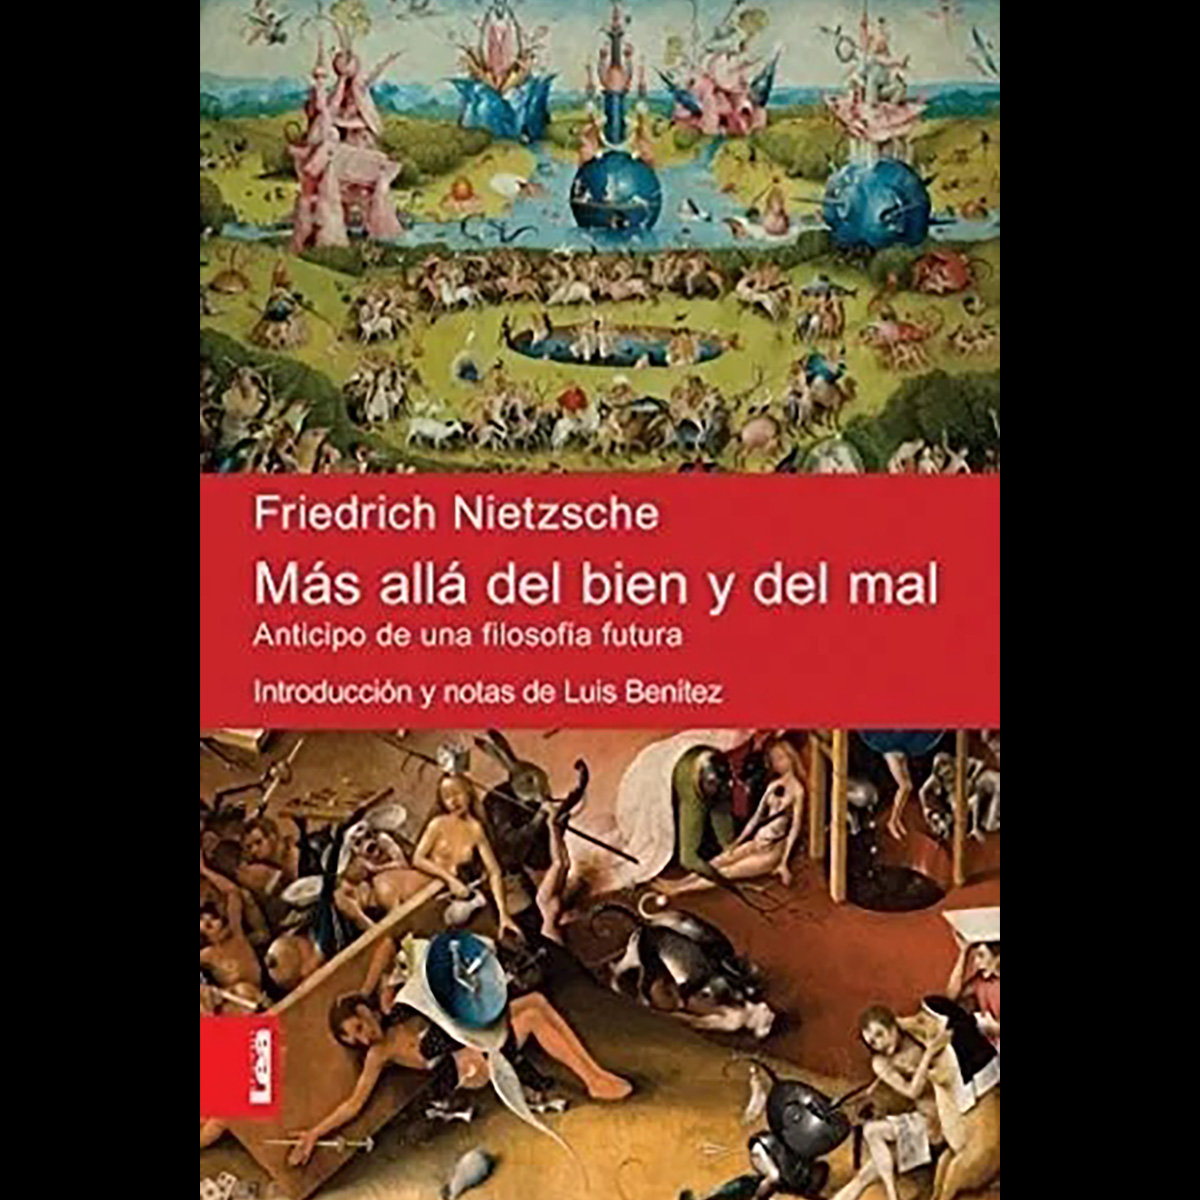 Friedrich Nietzsche
Más allá del bien y del mal
Anticipo de una filosofía futura
Introducción y notas de Luis Benítez
Lea